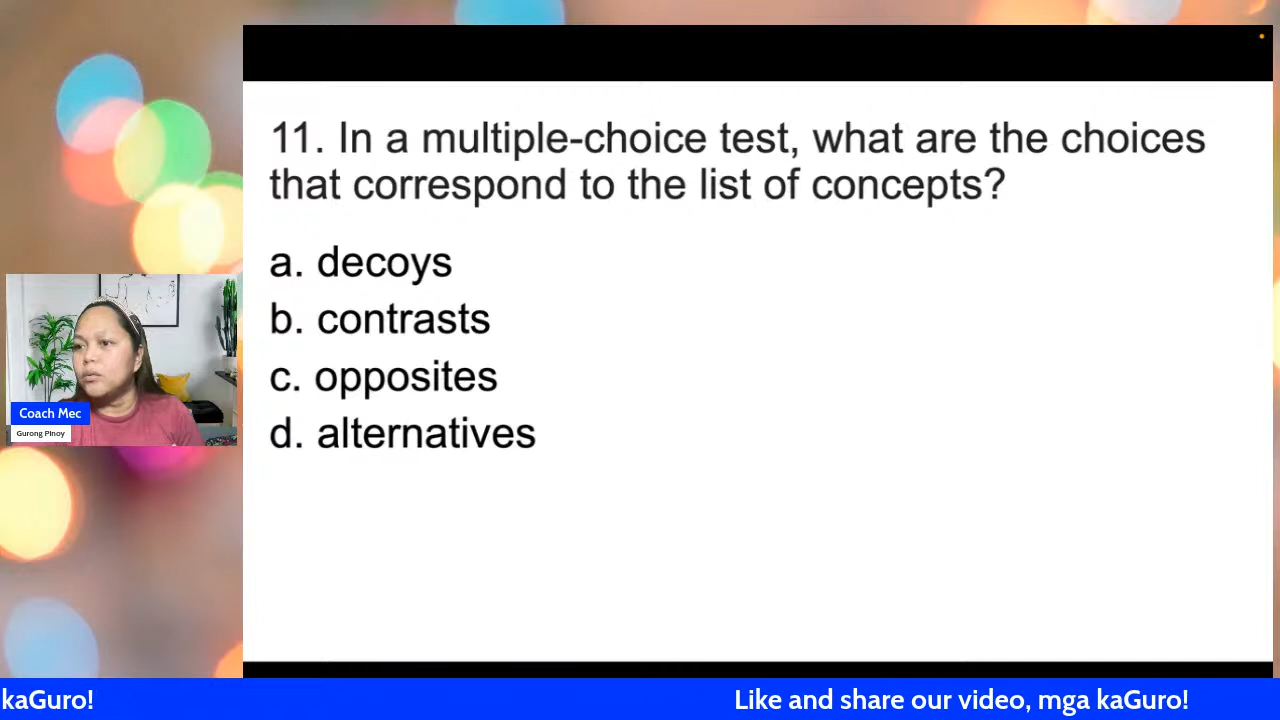 11. In a multiple-choice test, what are the choices
that correspond to the list of concepts?
a. decoys
b. contrasts
c. opposites
d. alternatives
Coach Mec
Gurong Pinoy
kaGuro!
Like and share our video, mga kaGuro!